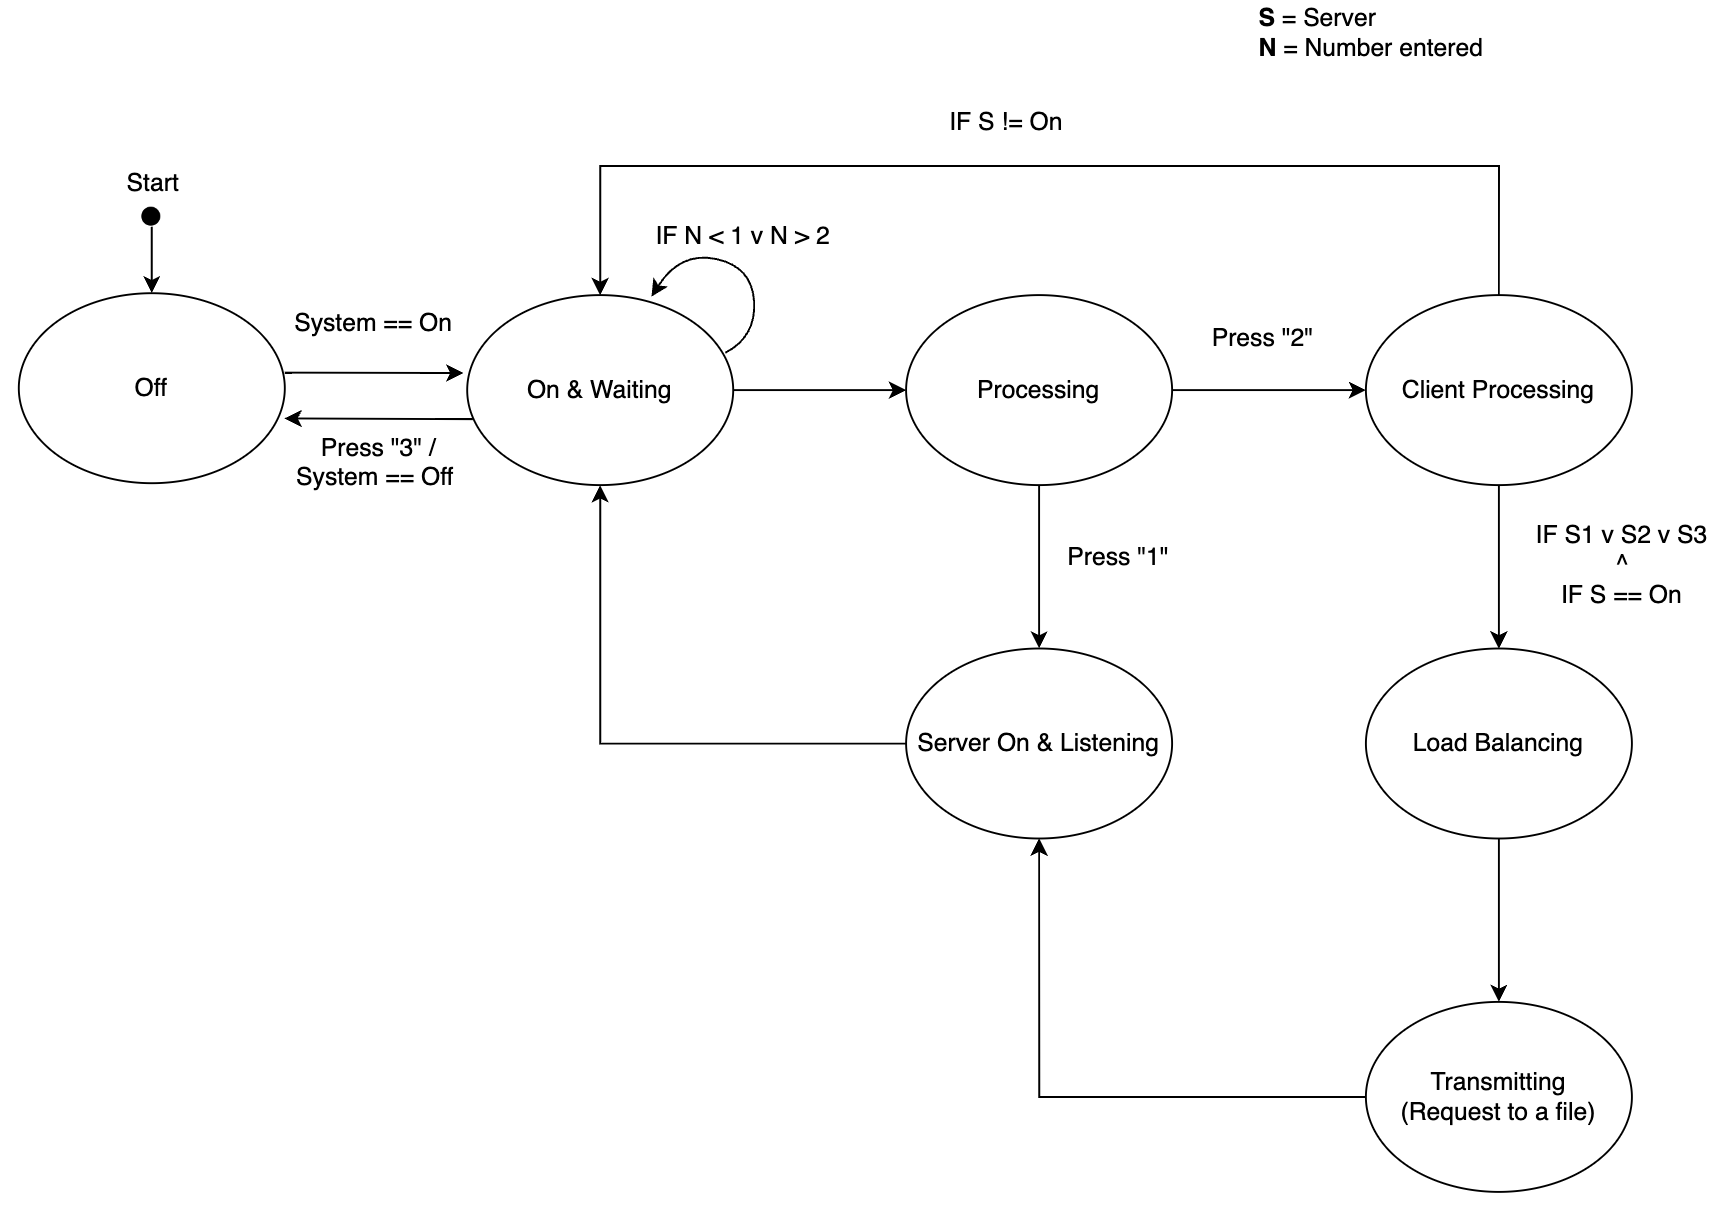 S = Server
N = Number entered
IF S != On
Start
IF N < 1 v N > 2
System == On
Press "2"
Off
On & Waiting
Processing
Client Processing
Press "3" /
System == Off
IF S1 v S2 v S3
^
IF S == On
Press "1"
Server On & Listening
Load Balancing
Transmitting
(Request to a file)